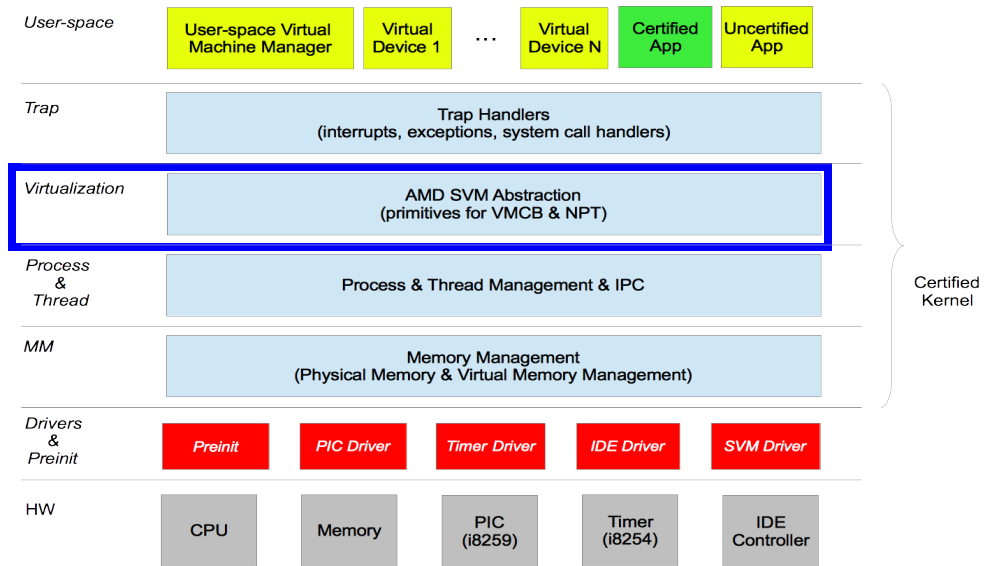 User-space
User-space Virtual
Machine Manager
Virtual
Device 1
...
Virtual
Device N
Certified
App
Uncertified
App
Trap
Trap Handlers
(interrupts, exceptions, system call handlers)
Virtualization
AMD SVM Abstraction
(primitives for VMCB & NPT)
Process
&
Thread
Process & Thread Management & IPC
Certified
Kernel
MM
Memory Management
(Physical Memory & Virtual Memory Management)
Drivers
&
Preinit
Preinit
PIC Driver
Timer Driver
IDE Driver
SVM Driver
HW
CPU
Memory
PIC
(i8259)
Timer
(i8254)
IDE
Controller